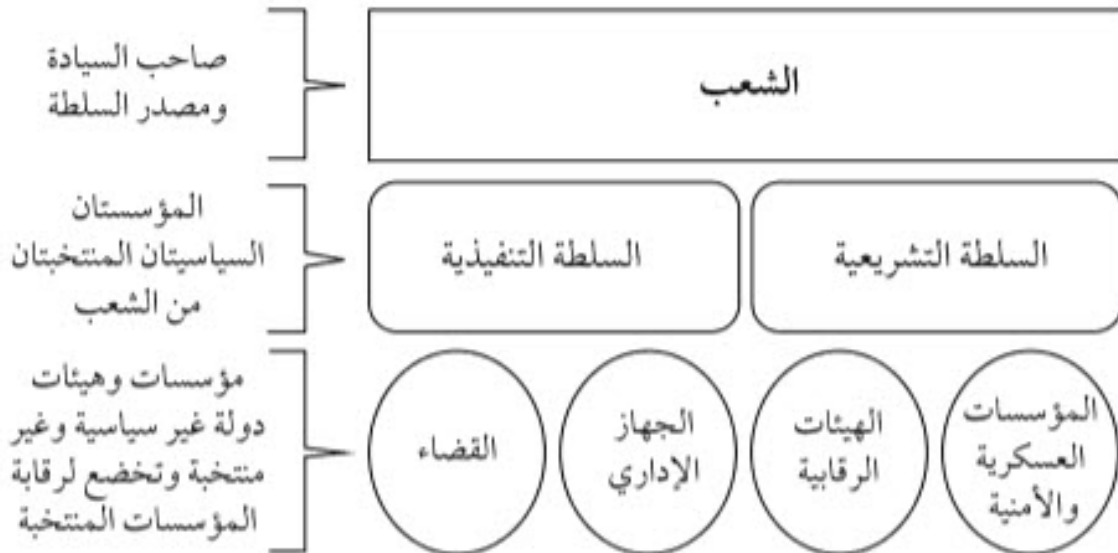 الشعب
صاحب السيادة
ومصدر السلطة
السلطة التشريعية
السلطة التنفيذية
المؤسستان
السياسيتان المنتخبتان
من الشعب
المؤسسات
العسكرية
والأمنية
الهيئات
الرقابية
الجهاز
الإداري
القضاء
مؤسسات وهيئات
دولة غير سياسية وغير
منتخبة وتخضع لرقابة
المؤسسات المنتخبة